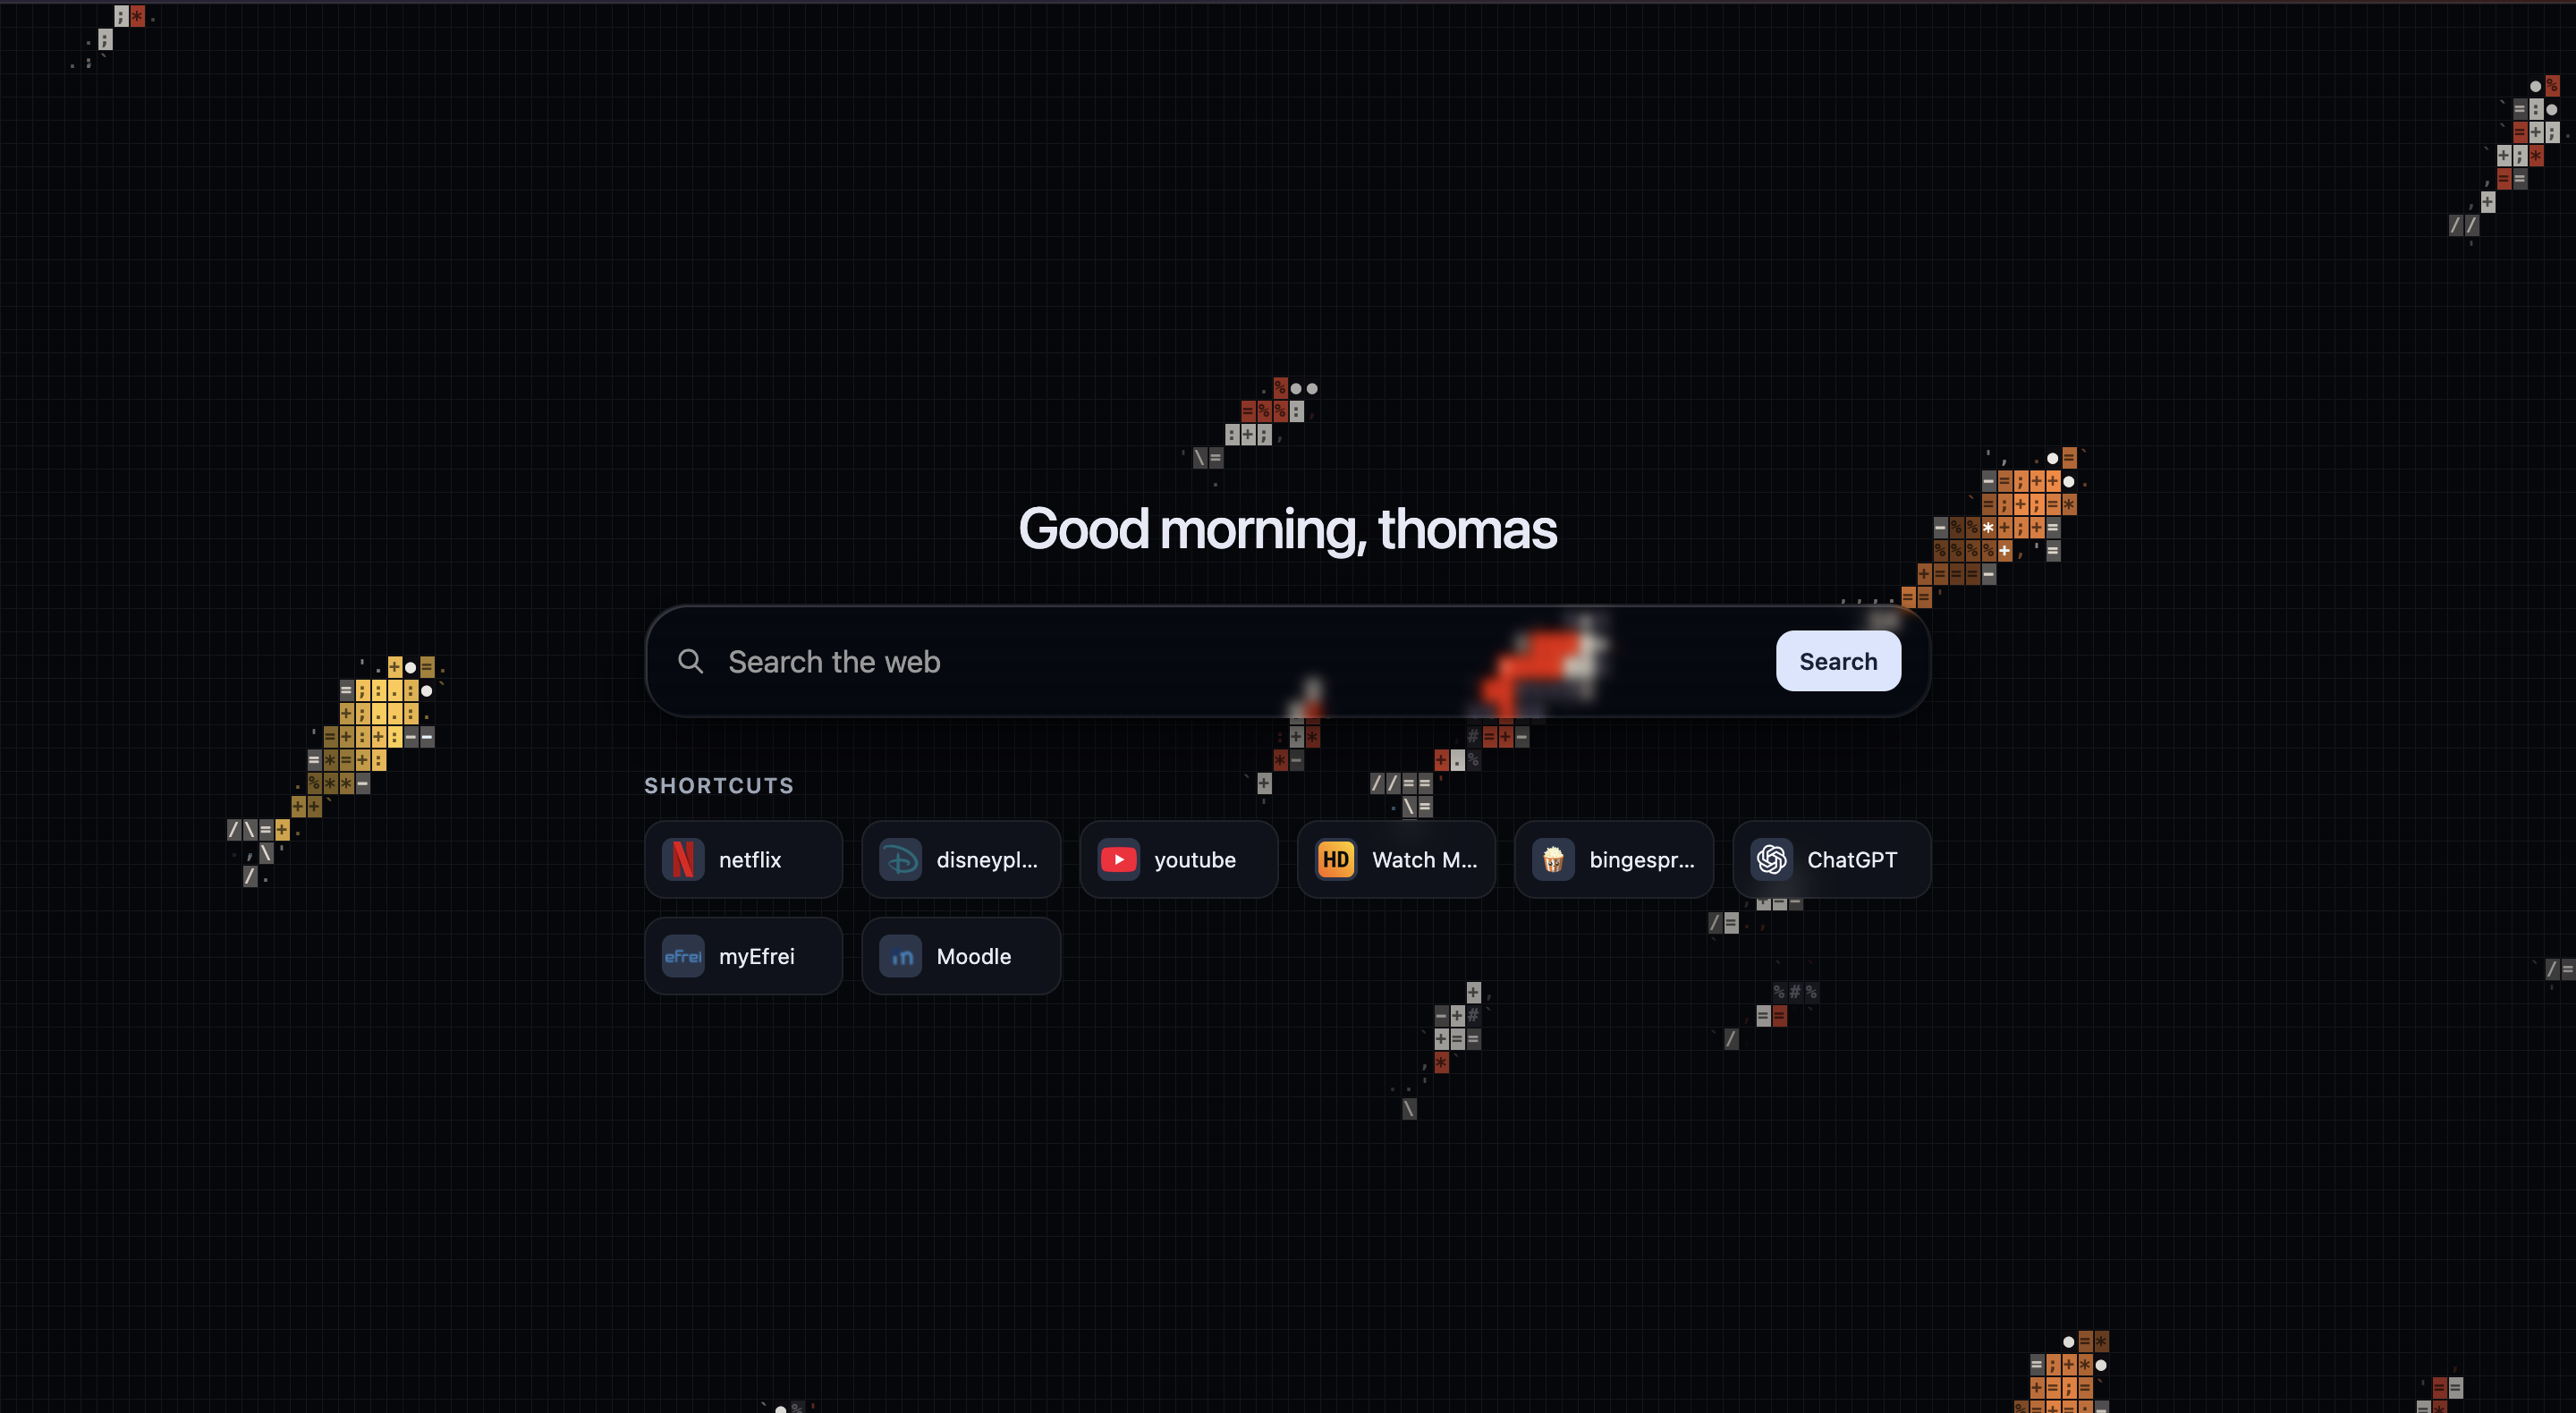 Good morning, thomas
Search the web
Search
SHORTCUTS
netflix
disneypl...
youtube
HD
Watch M...
bingespr...
ChatGPT
efrei
myEfrei
Moodle